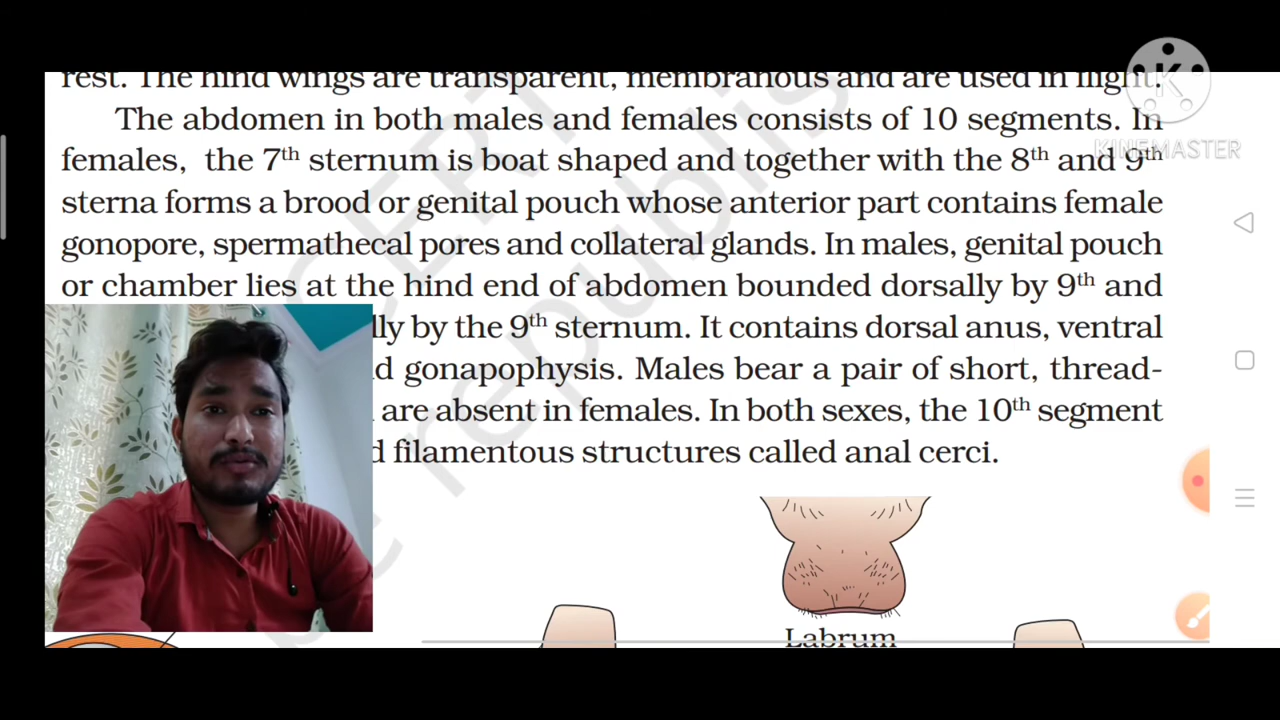 rest. The hind wings are transparent, membranous and are used in flight.
The abdomen in both males and females consists of 10 segments. In
females, the 7th sternum is boat shaped and together with the 8th and 9th
sterna forms a brood or genital pouch whose anterior part contains female
gonopore, spermathecal pores and collateral glands. In males, genital pouch
or chamber lies at the hind end of abdomen bounded dorsally by 9th and
lly by the 9th sternum. It contains dorsal anus, ventral
d gonapophysis. Males bear a pair of short, thread-
are absent in females. In both sexes, the 10th segment
d filamentous structures called anal cerci.
Labrum
K
KINEMASTER